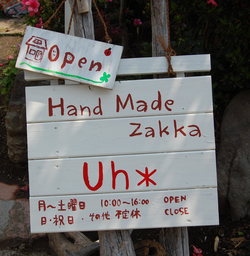 Open
Hand Made
Zakka
Uh*
月〜土曜日 10:00〜16:00 OPEN
日・祝日・その他 不定休 CLOSE